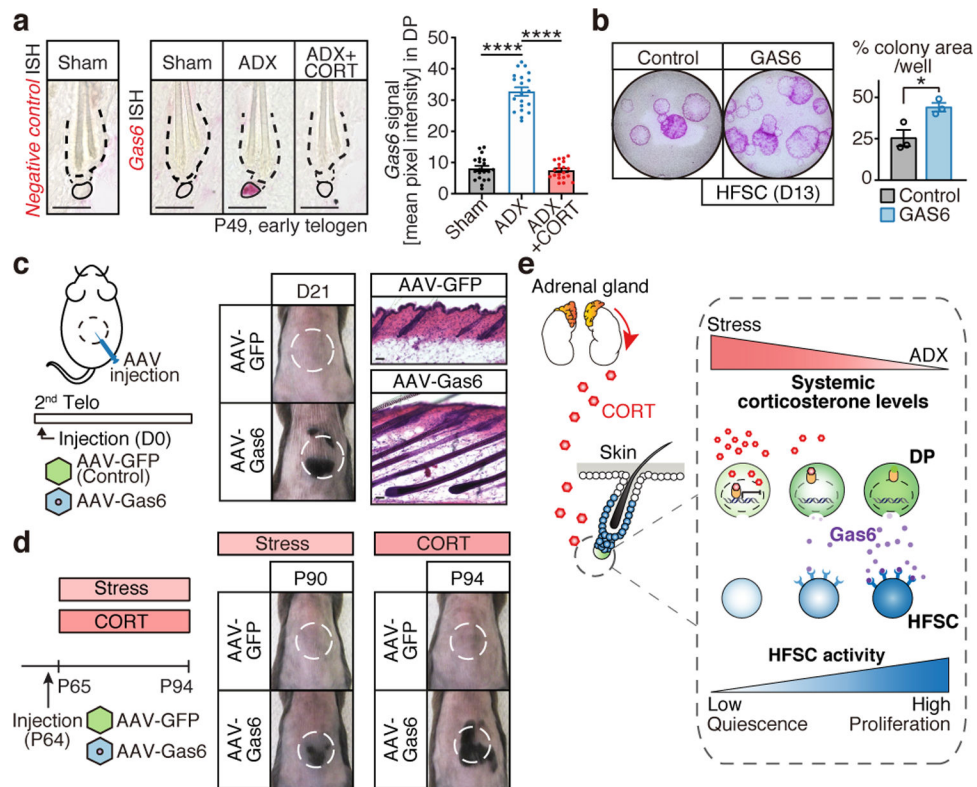 a
Negative control ISH
Sham
Gas6 ISH
Sham
ADX
ADX+
CORT
P49, early telogen
Gas6 signal
[mean pixel intensity] in DP
50
40
30
20
10
0
****
****
Sham
ADX
ADX
+CORT
b
Control
GAS6
HFSC (D13)
% colony area
/well
*
50
25
0
Control
GAS6
c
AAV
injection
2nd Telo
Injection (D0)
AAV-GFP
(Control)
AAV-Gas6
D21
AAV-
GFP
AAV-
Gas6
AAV-GFP
AAV-Gas6
d
Stress
CORT
P65
P94
Injection
(P64)
AAV-GFP
AAV-Gas6
Stress
P90
AAV-
GFP
AAV-
Gas6
CORT
P94
AAV-
GFP
AAV-
Gas6
e
Adrenal gland
CORT
Skin
Stress
ADX
Systemic
corticosterone levels
DP
Gas6
HFSC
HFSC activity
Low
High
Quiescence
Proliferation